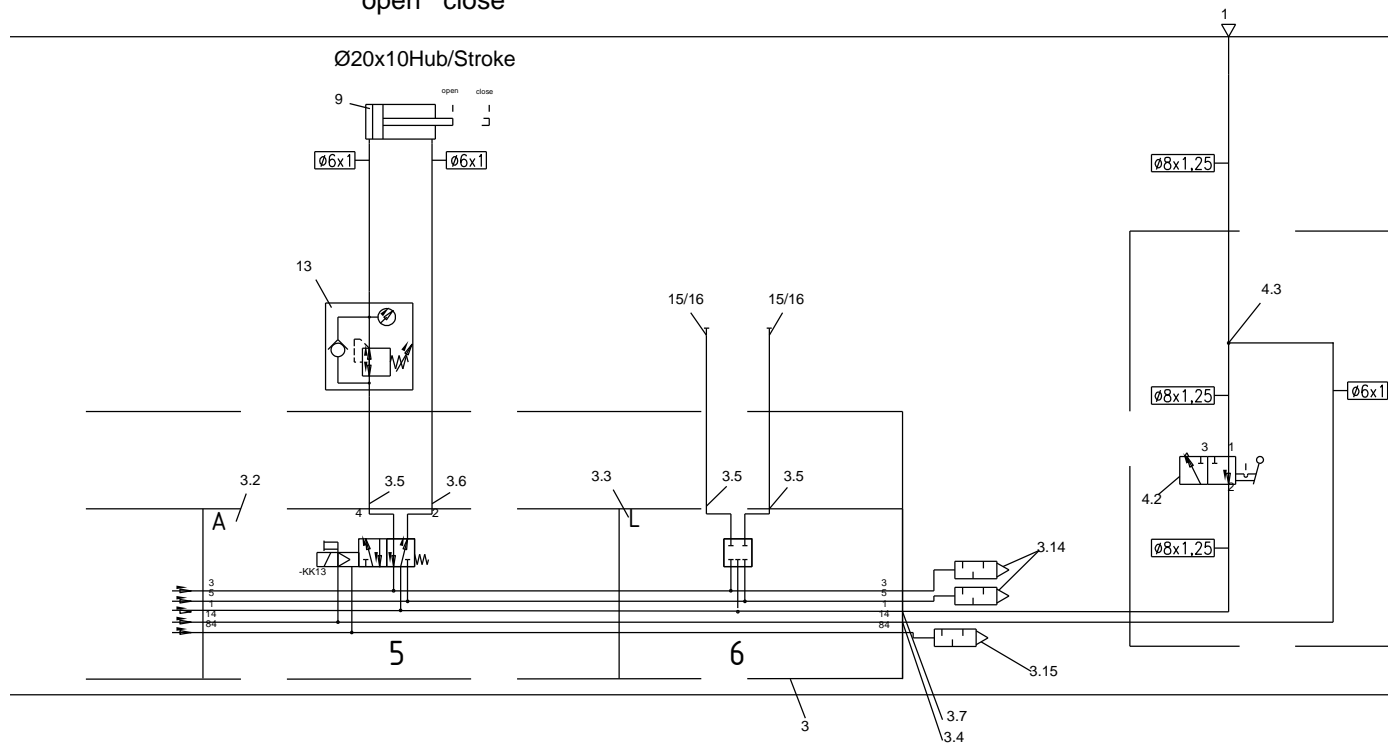 open close
1
Ø20x10Hub/Stroke
open close
9
Ø6x1 Ø6x1
Ø8x1,25
13
15/16 15/16
4.3
Ø8x1,25
Ø6x1
3 1
3.2
3.5 3.6
3.3
3.5 3.5
4.2
2
A
4 2
L
-KK13
Ø8x1,25
3.14
3 3
5 5
1 1
14 14
84 84
5 6
3.15
3
3.7
3.4